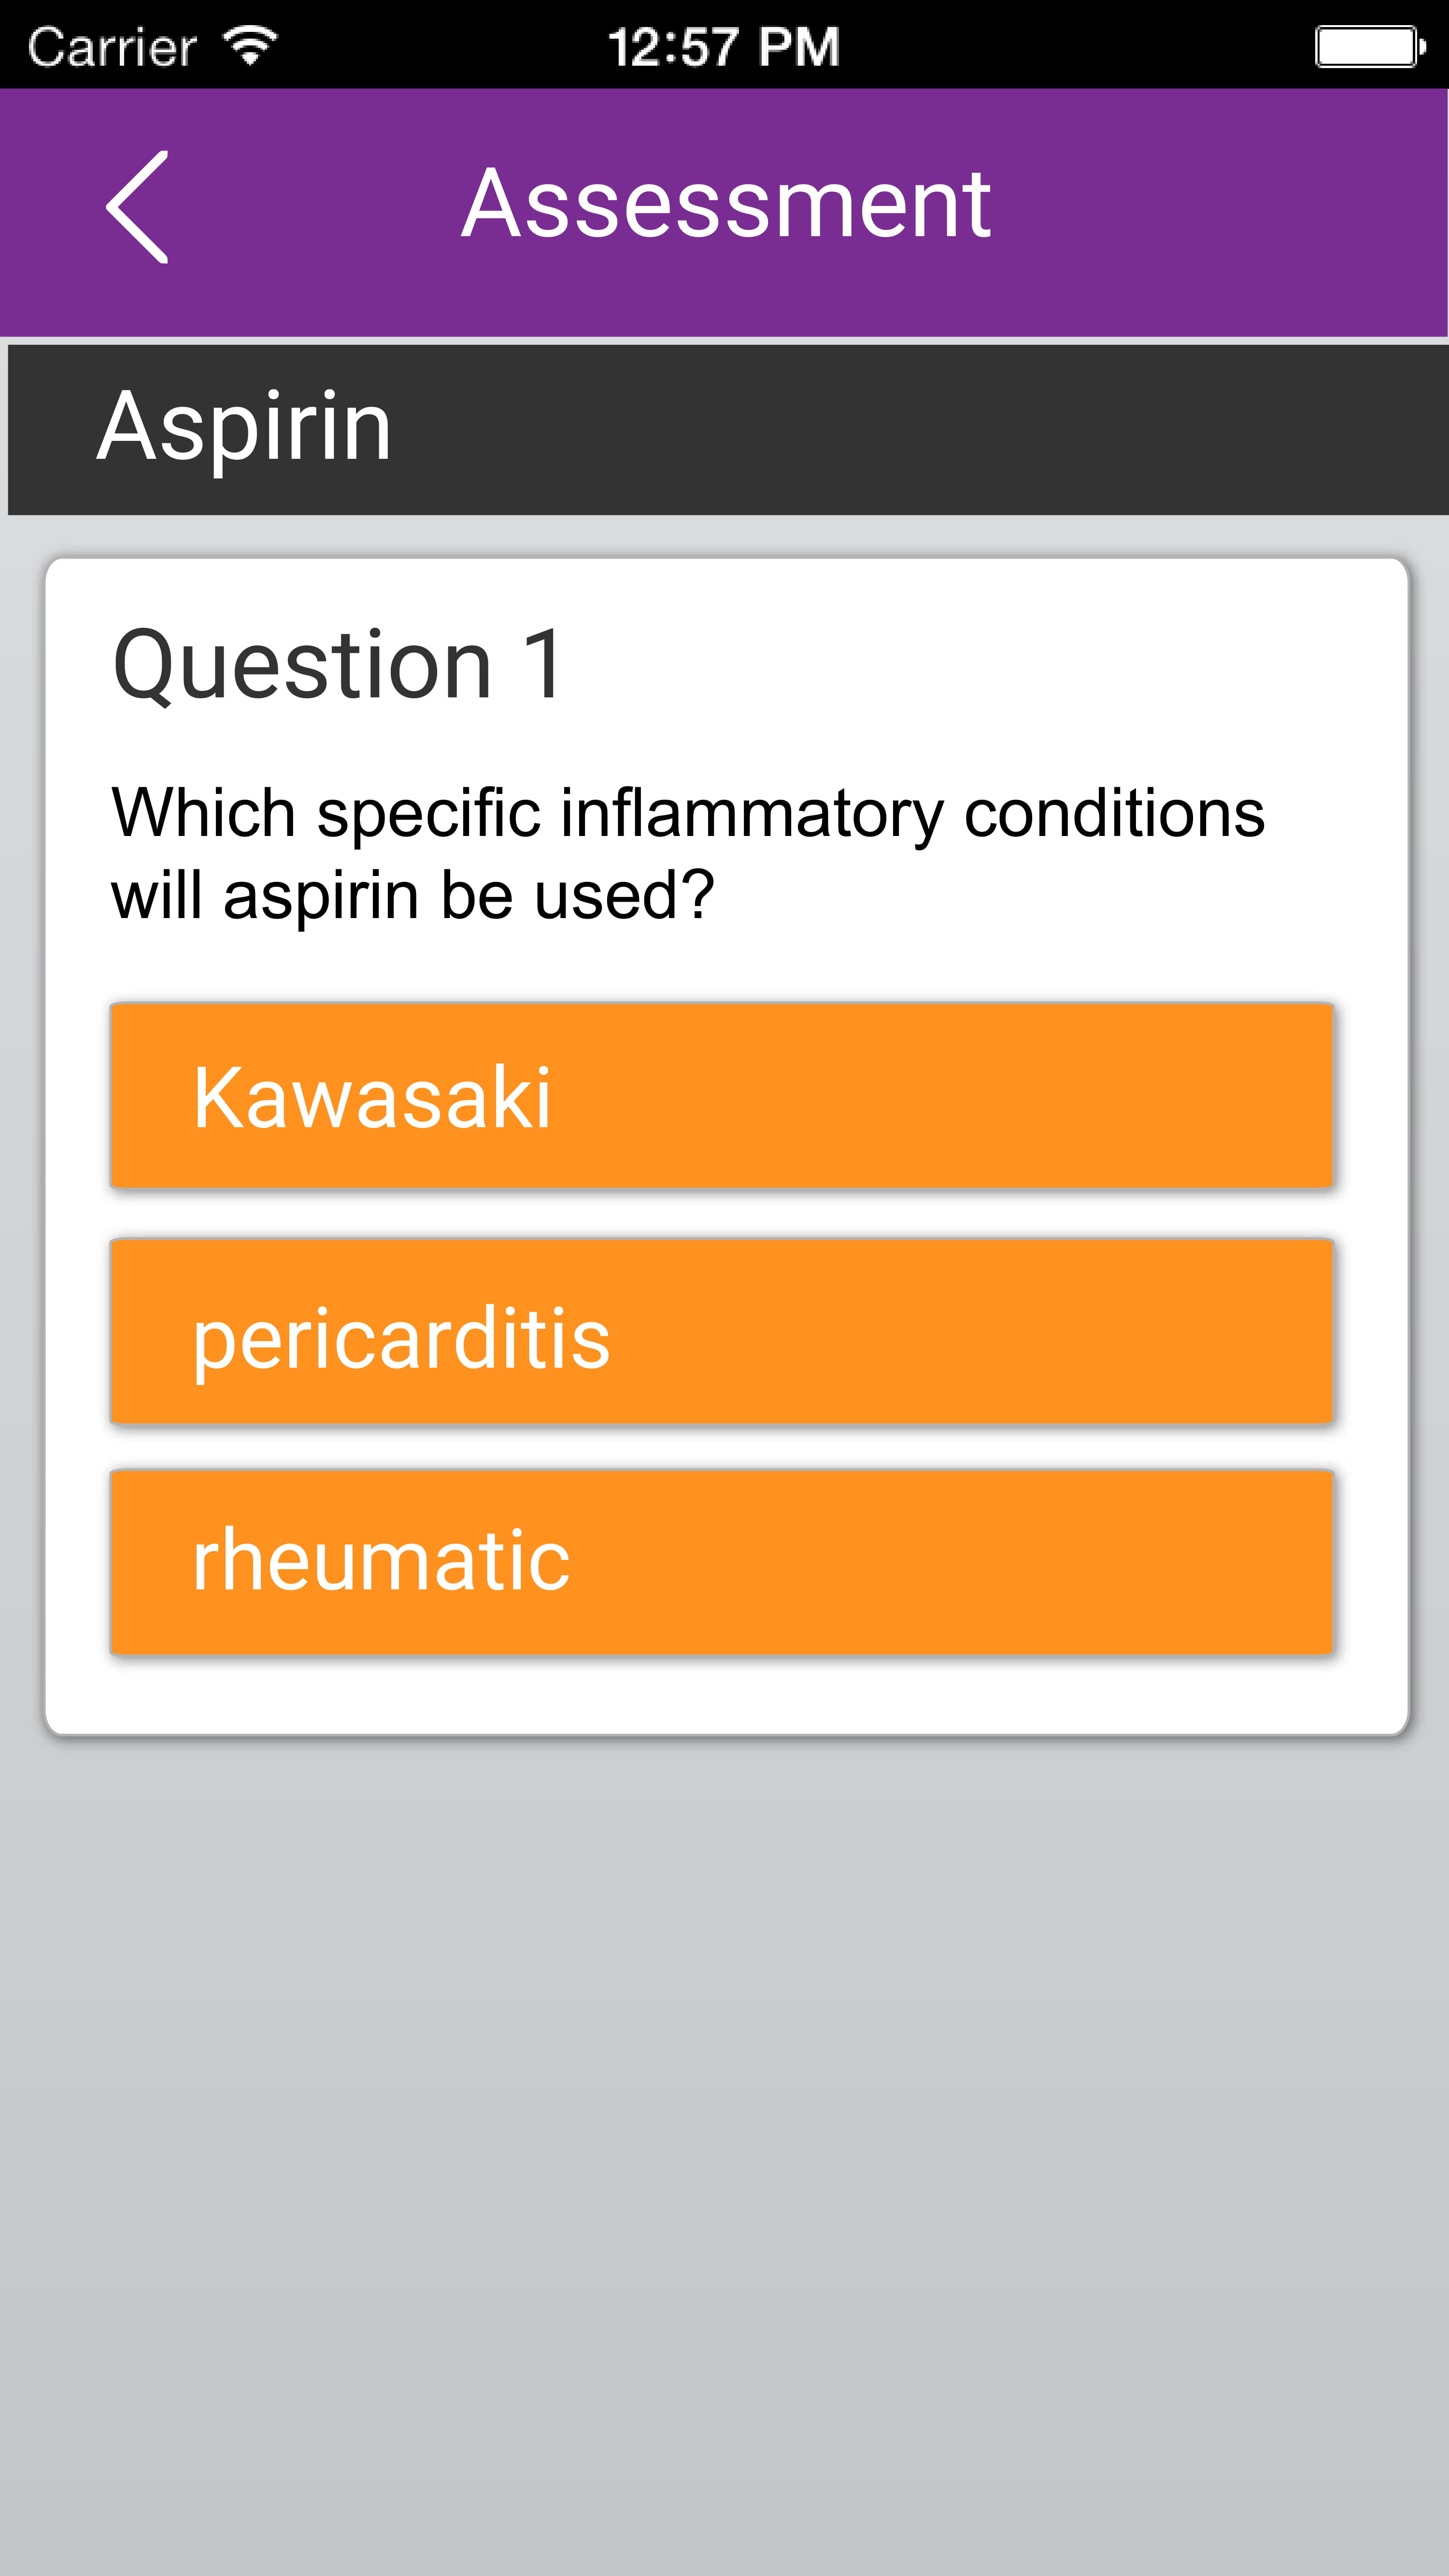 Carrier 12:57 PM
Assessment
Aspirin
Question 1
Which specific inflammatory conditions
will aspirin be used?
Kawasaki
pericarditis
rheumatic